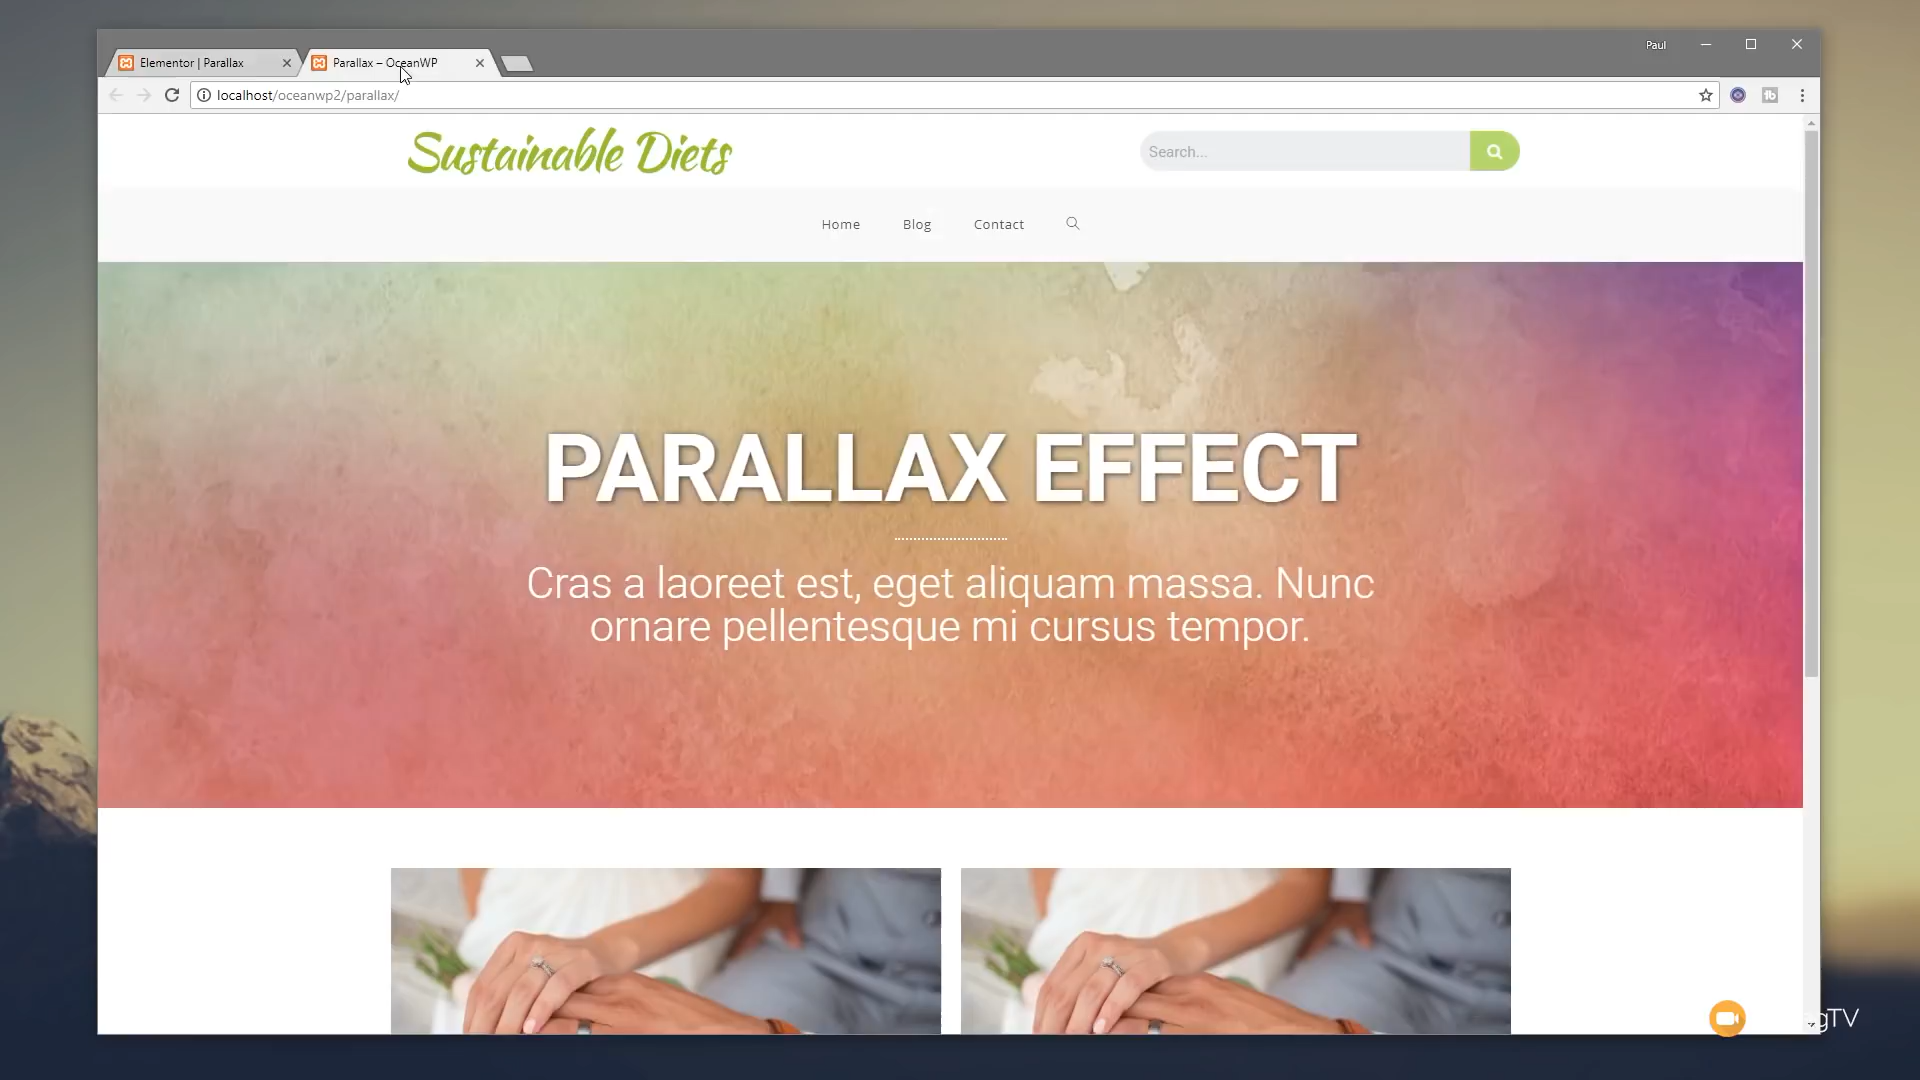 Paul
Elementor | Parallax
Parallax – OceanWP
localhost/oceanwp2/parallax/
Sustainable Diets
Search...
Home
Blog
Contact
PARALLAX EFFECT
Cras a laoreet est, eget aliquam massa. Nunc
ornare pellentesque mi cursus tempor.